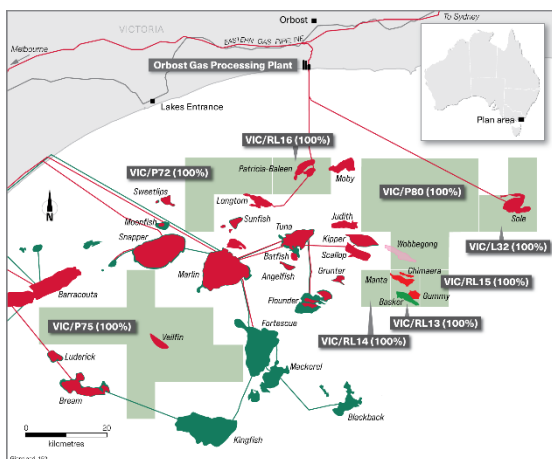 VICTORIA
Orbost
To Sydney
EASTERN GAS PIPELINE
Melbourne
Orbost Gas Processing Plant
Lakes Entrance
Plan area
VIC/RL16 (100%)
VIC/P72 (100%)
Patricia-Baleen
Moby
VIC/P80 (100%)
Sweetlips
Longtom
Sole
N
Moonfish
Sunfish
Judith
Snapper
Tuna
Kipper
Wobbegong
VIC/L32 (100%)
Batfish
Scallop
Marlin
Angelfish
Grunter
Chimaera
Manta
VIC/RL15 (100%)
Barracouta
Flounder
Basker
Gummy
VIC/RL13 (100%)
VIC/P75 (100%)
Fortescue
VIC/RL14 (100%)
Veilfin
Luderick
Mackerel
Bream
Blackback
Kingfish
0 20
kilometres